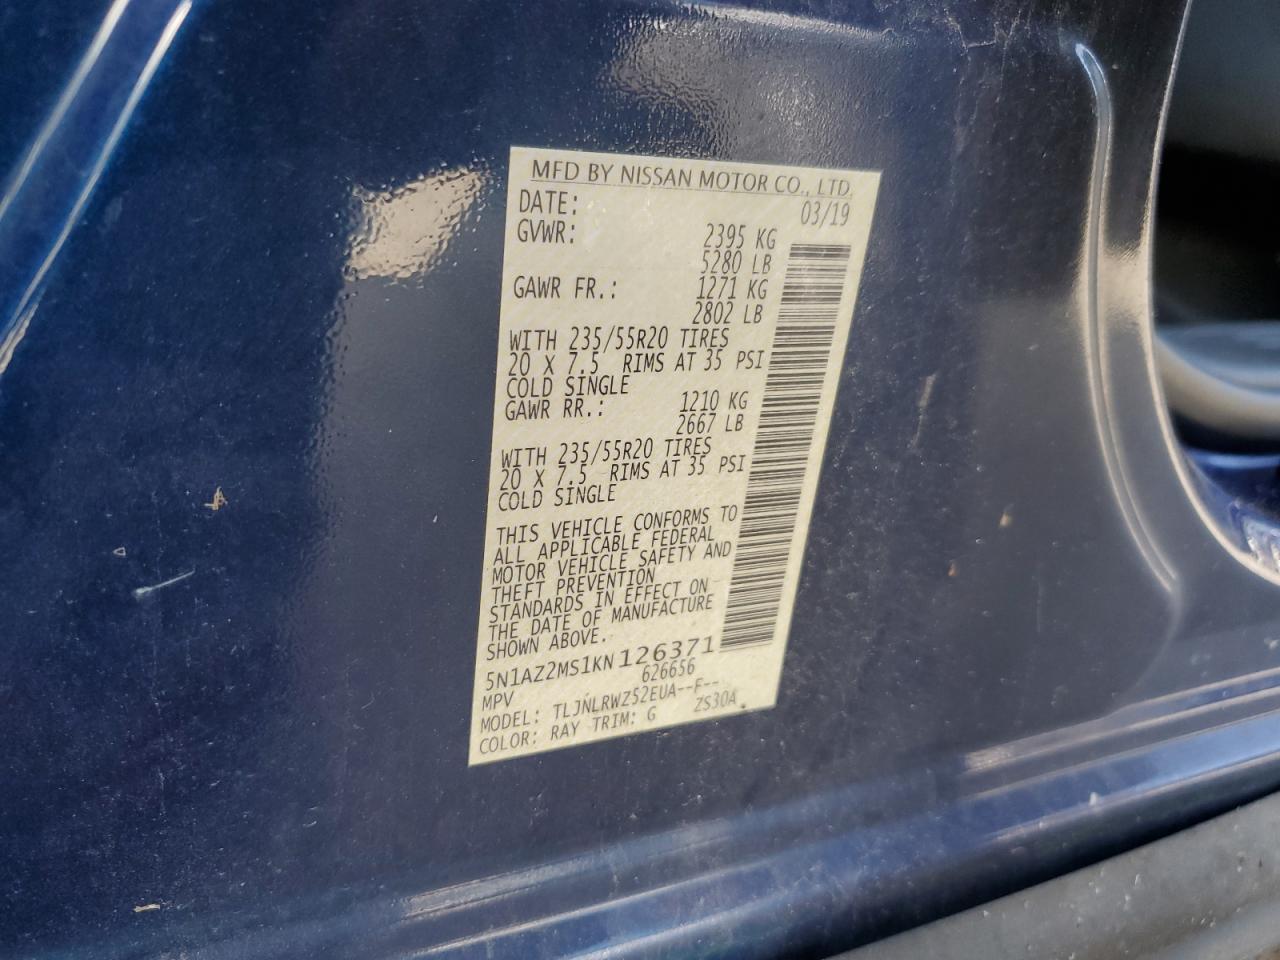 MFD BY NISSAN MOTOR CO., LTD.
DATE: 03/19
GVWR: 2395 KG
5280 LB
GAWR FR.: 1271 KG
2802 LB
WITH 235/55R20 TIRES
20 X 7.5 RIMS AT 35 PSI
COLD SINGLE
GAWR RR.: 1210 KG
2667 LB
WITH 235/55R20 TIRES
20 X 7.5 RIMS AT 35 PSI
COLD SINGLE
THIS VEHICLE CONFORMS TO
ALL APPLICABLE FEDERAL
MOTOR VEHICLE SAFETY AND
THEFT PREVENTION
STANDARDS IN EFFECT ON
THE DATE OF MANUFACTURE
SHOWN ABOVE.
5N1AZ2MS1KN126371
MPV 626656
MODEL: TLJNLRWZ52EUA--F--
COLOR: RAY TRIM: G ZS30A